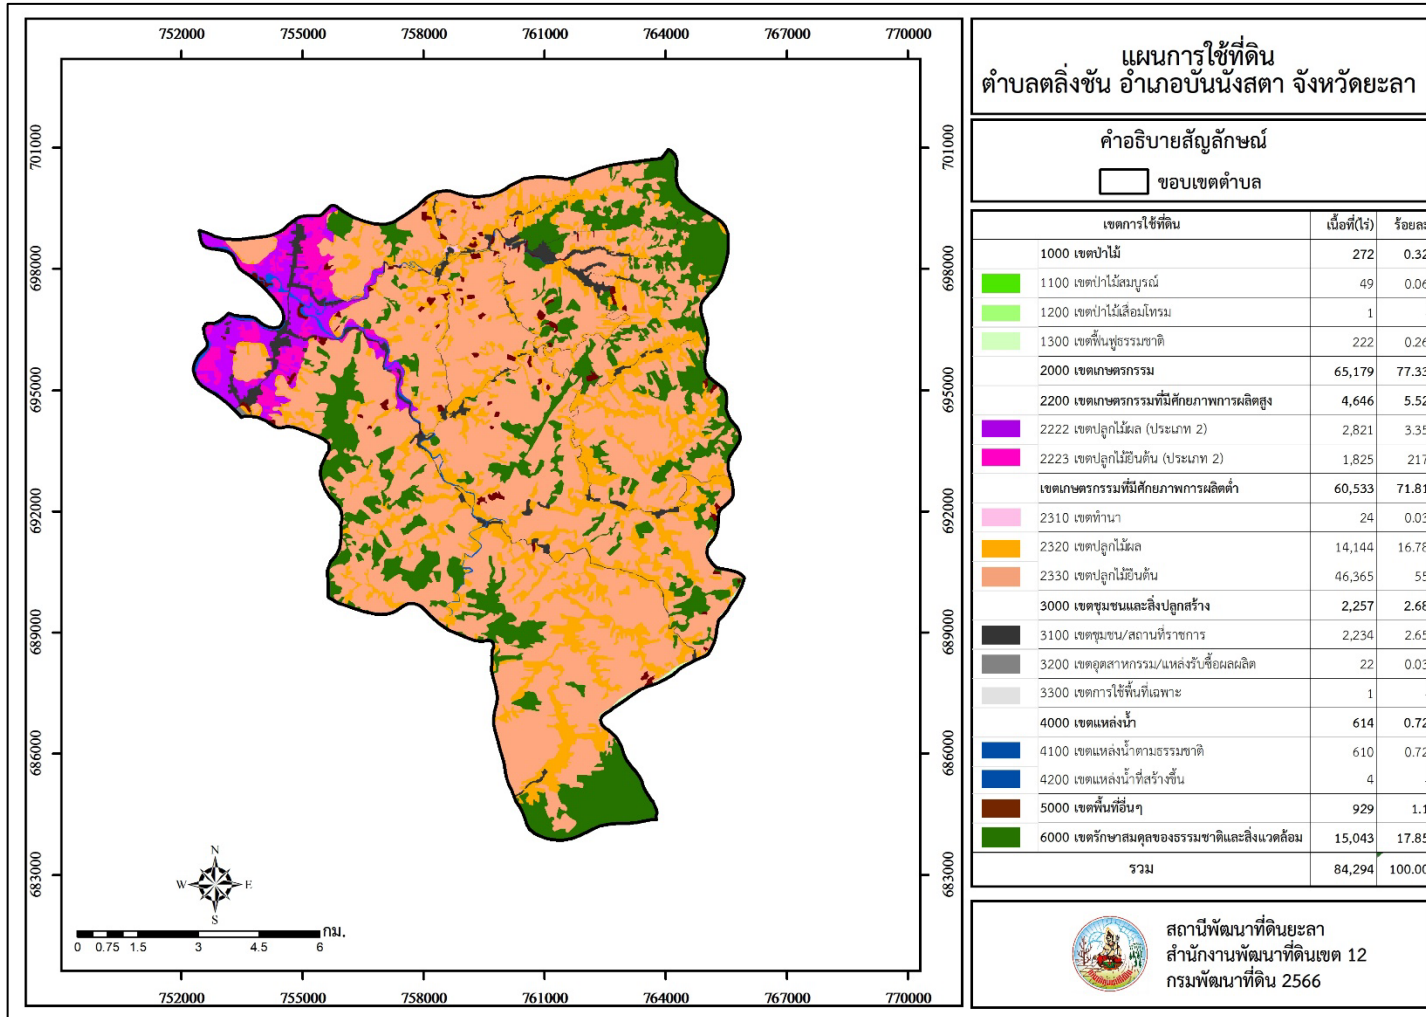 752000 755000 758000 761000 764000 767000 770000
701000 701000
698000 698000
695000 695000
692000 692000
689000 689000
686000 686000
683000 683000
N
W E
S
กม.
0 0.75 1.5 3 4.5 6
752000 755000 758000 761000 764000 767000 770000
แผนการใช้ที่ดิน
ตำบลตลิ่งชัน อำเภอบันนังสตา จังหวัดยะลา
คำอธิบายสัญลักษณ์
ขอบเขตตำบล
เขตการใช้ที่ดิน เนื้อที่(ไร่) ร้อยละ
1000 เขตป่าไม้ 272 0.32
1100 เขตป่าไม้สมบูรณ์ 49 0.06
1200 เขตป่าไม้เสื่อมโทรม 1
1300 เขตฟื้นฟูธรรมชาติ 222 0.26
2000 เขตเกษตรกรรม 65,179 77.33
2200 เขตเกษตรกรรมที่มีศักยภาพการผลิตสูง 4,646 5.52
2222 เขตปลูกไม้ผล (ประเภท 2) 2,821 3.35
2223 เขตปลูกไม้ยืนต้น (ประเภท 2) 1,825 217
เขตเกษตรกรรมที่มีศักยภาพการผลิตต่ำ 60,533 71.81
2310 เขตทำนา 24 0.03
2320 เขตปลูกไม้ผล 14,144 16.78
2330 เขตปลูกไม้ยืนต้น 46,365 55
3000 เขตชุมชนและสิ่งปลูกสร้าง 2,257 2.68
3100 เขตชุมชน/สถานที่ราชการ 2,234 2.65
3200 เขตอุตสาหกรรม/แหล่งรับซื้อผลผลิต 22 0.03
3300 เขตการใช้พื้นที่เฉพาะ 1
4000 เขตแหล่งน้ำ 614 0.72
4100 เขตแหล่งน้ำตามธรรมชาติ 610 0.72
4200 เขตแหล่งน้ำที่สร้างขึ้น 4
5000 เขตพื้นที่อื่นๆ 929 1.1
6000 เขตรักษาสมดุลของธรรมชาติและสิ่งแวดล้อม 15,043 17.85
รวม 84,294 100.00
สถานีพัฒนาที่ดินยะลา
สำนักงานพัฒนาที่ดินเขต 12
กรมพัฒนาที่ดิน 2566